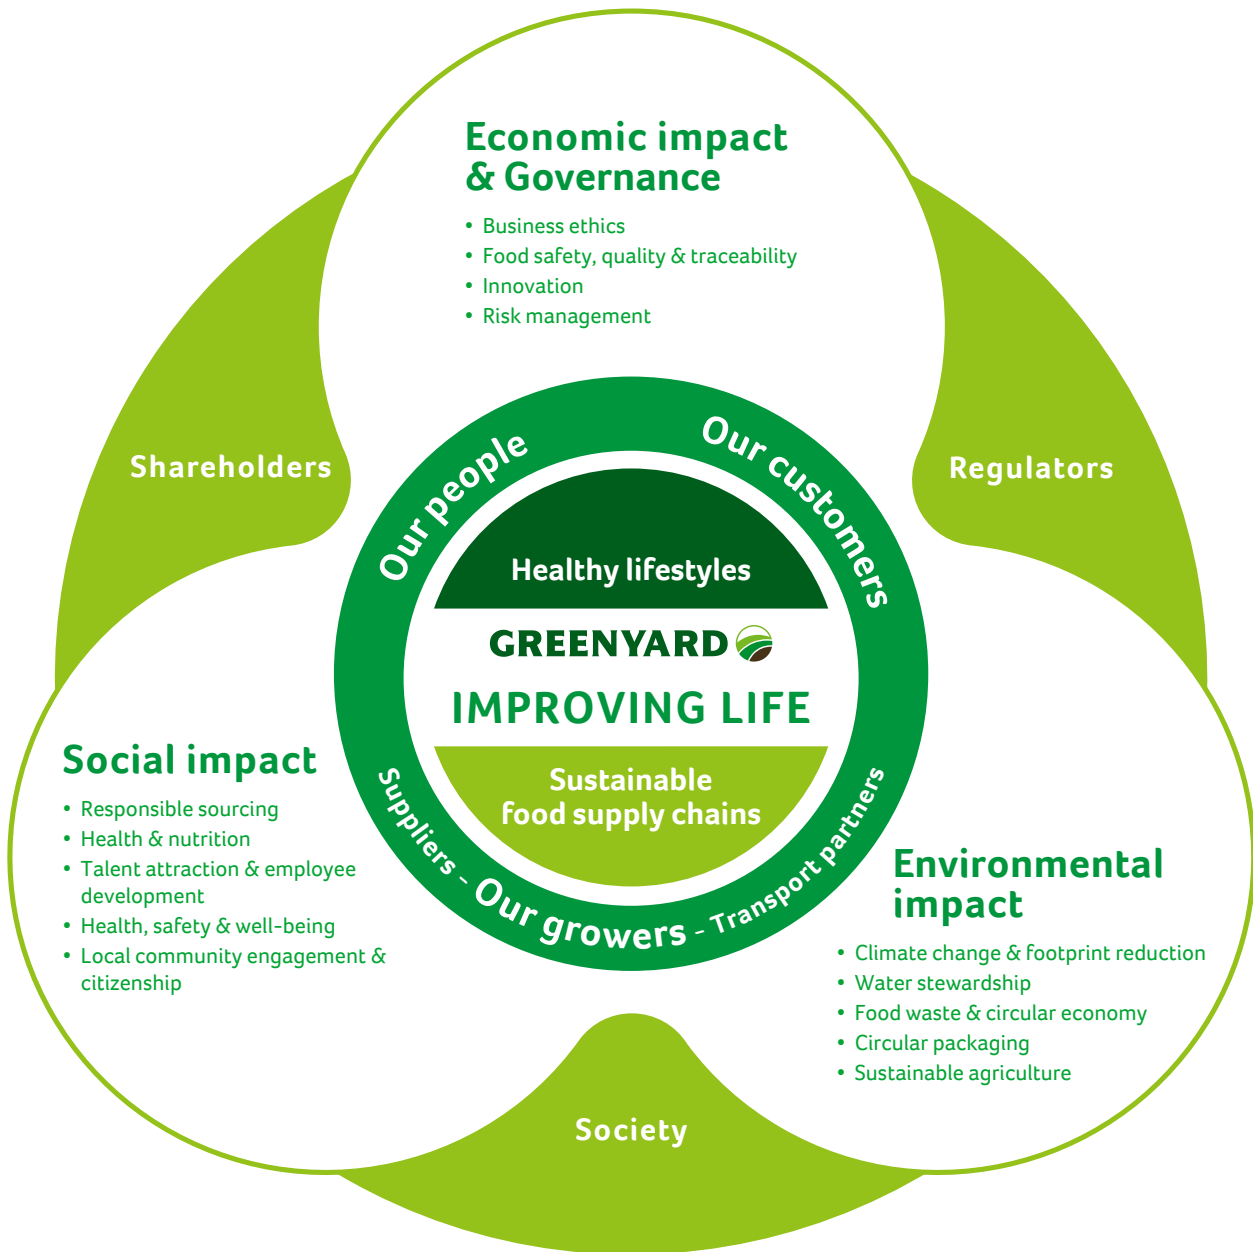 Economic impact
& Governance
• Business ethics
• Food safety, quality & traceability
• Innovation
• Risk management
Shareholders
Regulators
Our people
Our customers
Healthy lifestyles
GREENYARD
IMPROVING LIFE
Sustainable
food supply chains
Suppliers - Our growers - Transport partners
Social impact
• Responsible sourcing
• Health & nutrition
• Talent attraction & employee
development
• Health, safety & well-being
• Local community engagement &
citizenship
Environmental
impact
• Climate change & footprint reduction
• Water stewardship
• Food waste & circular economy
• Circular packaging
• Sustainable agriculture
Society